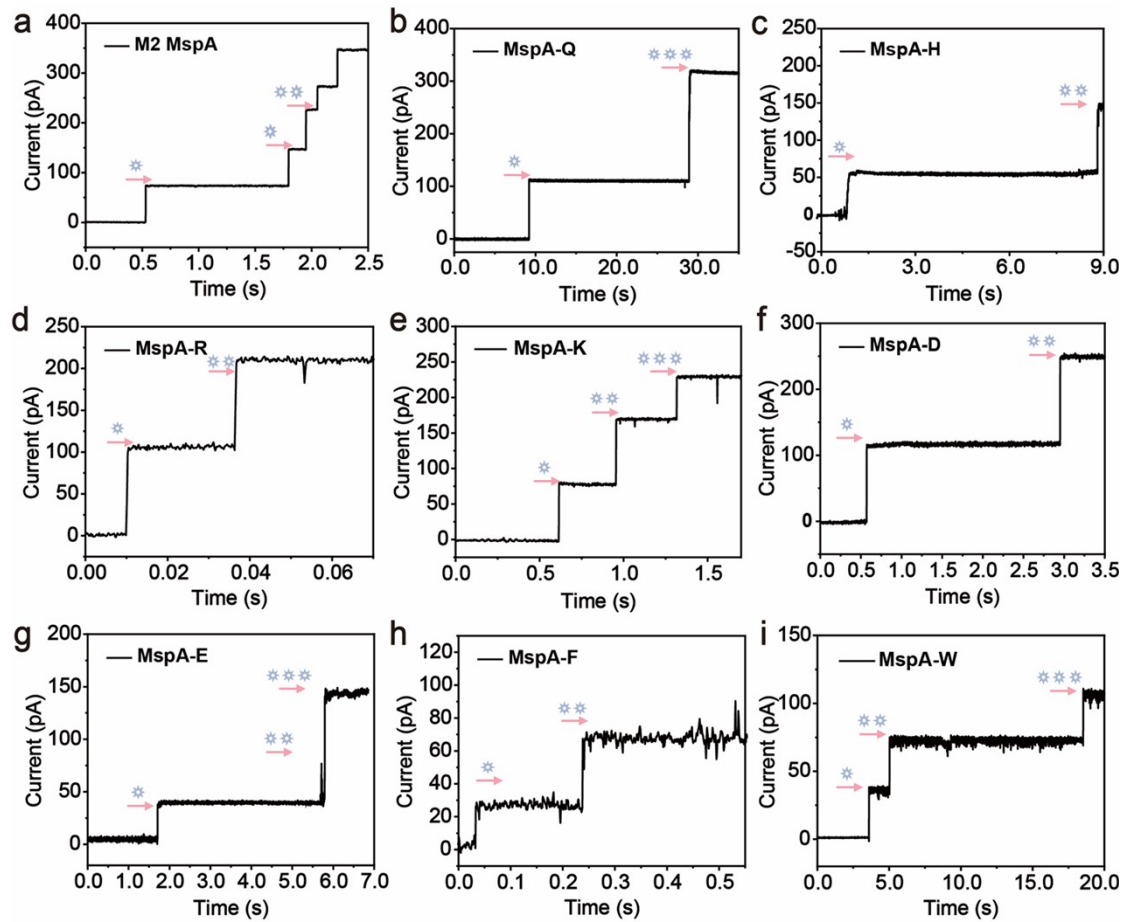 a
M2 MspA
400
300
200
100
0
Current (pA)
0.0 0.5 1.0 1.5 2.0 2.5
Time (s)
b
MspA-Q
400
300
200
100
0
Current (pA)
0.0 10.0 20.0 30.0
Time (s)
c
MspA-H
250
200
150
100
50
0
-50
Current (pA)
0.0 3.0 6.0 9.0
Time (s)
d
MspA-R
250
200
150
100
50
0
Current (pA)
0.00 0.02 0.04 0.06
Time (s)
e
MspA-K
300
250
200
150
100
50
0
Current (pA)
0.0 0.5 1.0 1.5
Time (s)
f
MspA-D
300
200
100
0
Current (pA)
0.0 0.5 1.0 1.5 2.0 2.5 3.0 3.5
Time (s)
g
MspA-E
200
150
100
50
0
Current (pA)
0.0 1.0 2.0 3.0 4.0 5.0 6.0 7.0
Time (s)
h
MspA-F
120
100
80
60
40
20
0
Current (pA)
0.0 0.1 0.2 0.3 0.4 0.5
Time (s)
i
MspA-W
150
100
50
0
Current (pA)
0.0 5.0 10.0 15.0 20.0
Time (s)